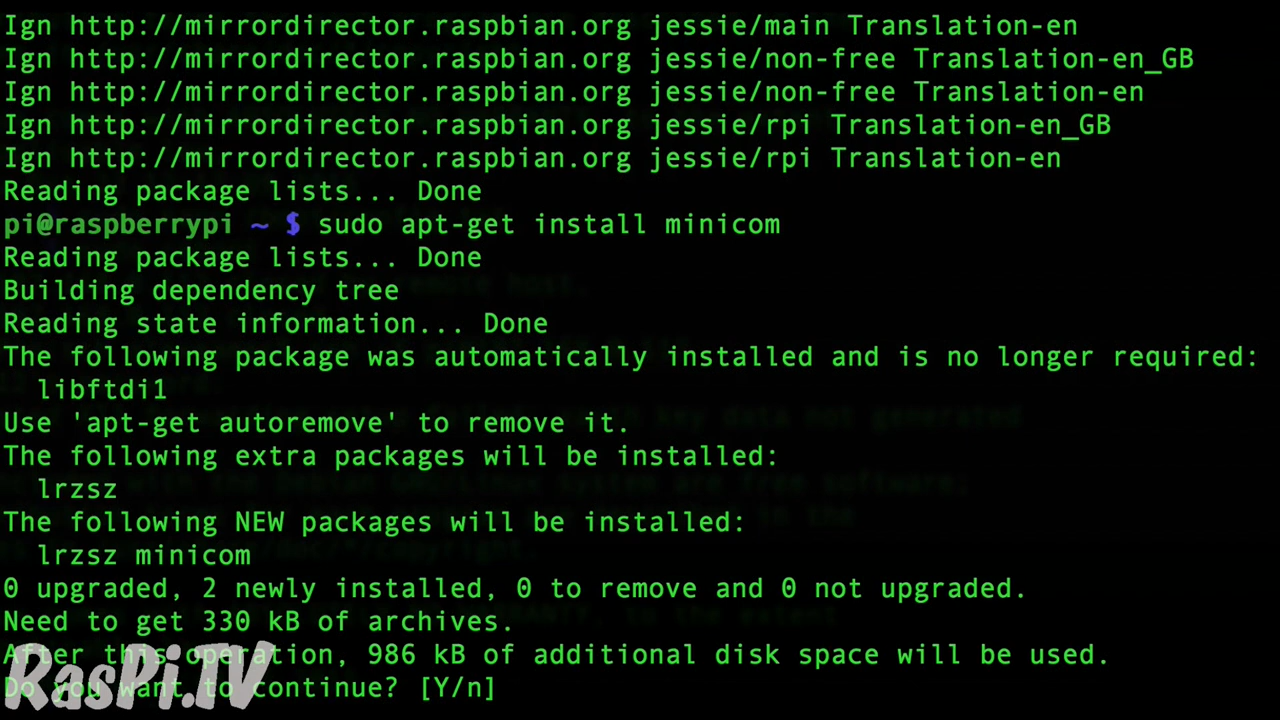 Ign http://mirrordirector.raspbian.org jessie/main Translation-en
Ign http://mirrordirector.raspbian.org jessie/non-free Translation-en_GB
Ign http://mirrordirector.raspbian.org jessie/non-free Translation-en
Ign http://mirrordirector.raspbian.org jessie/rpi Translation-en_GB
Ign http://mirrordirector.raspbian.org jessie/rpi Translation-en
Reading package lists... Done
pi@raspberrypi ~ $ sudo apt-get install minicom
Reading package lists... Done
Building dependency tree
Reading state information... Done
The following package was automatically installed and is no longer required:
  libftdi1
Use 'apt-get autoremove' to remove it.
The following extra packages will be installed:
  lrzsz
The following NEW packages will be installed:
  lrzsz minicom
0 upgraded, 2 newly installed, 0 to remove and 0 not upgraded.
Need to get 330 kB of archives.
After this operation, 986 kB of additional disk space will be used.
Do you want to continue? [Y/n]
RasPi.TV